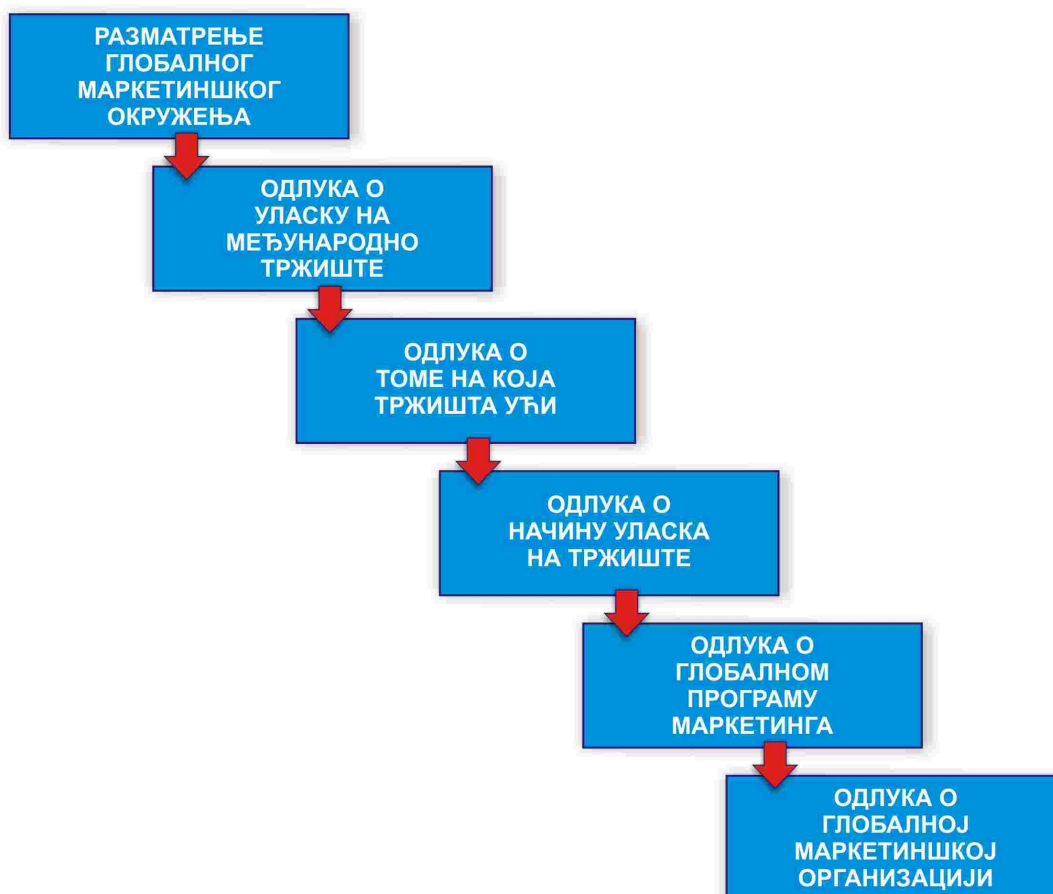 РАЗМАТРЕЊЕ
ГЛОБАЛНОГ
МАРКЕТИНШКОГ
ОКРУЖЕЊА
ОДЛУКА О
УЛАСКУ НА
МЕЂУНАРОДНО
ТРЖИШТЕ
ОДЛУКА О
ТОМЕ НА КОЈА
ТРЖИШТА УЋИ
ОДЛУКА О
НАЧИНУ УЛАСКА
НА ТРЖИШТЕ
ОДЛУКА О
ГЛОБАЛНОМ
ПРОГРАМУ
МАРКЕТИНГА
ОДЛУКА О
ГЛОБАЛНОЈ
МАРКЕТИНШКОЈ
ОРГАНИЗАЦИЈИ